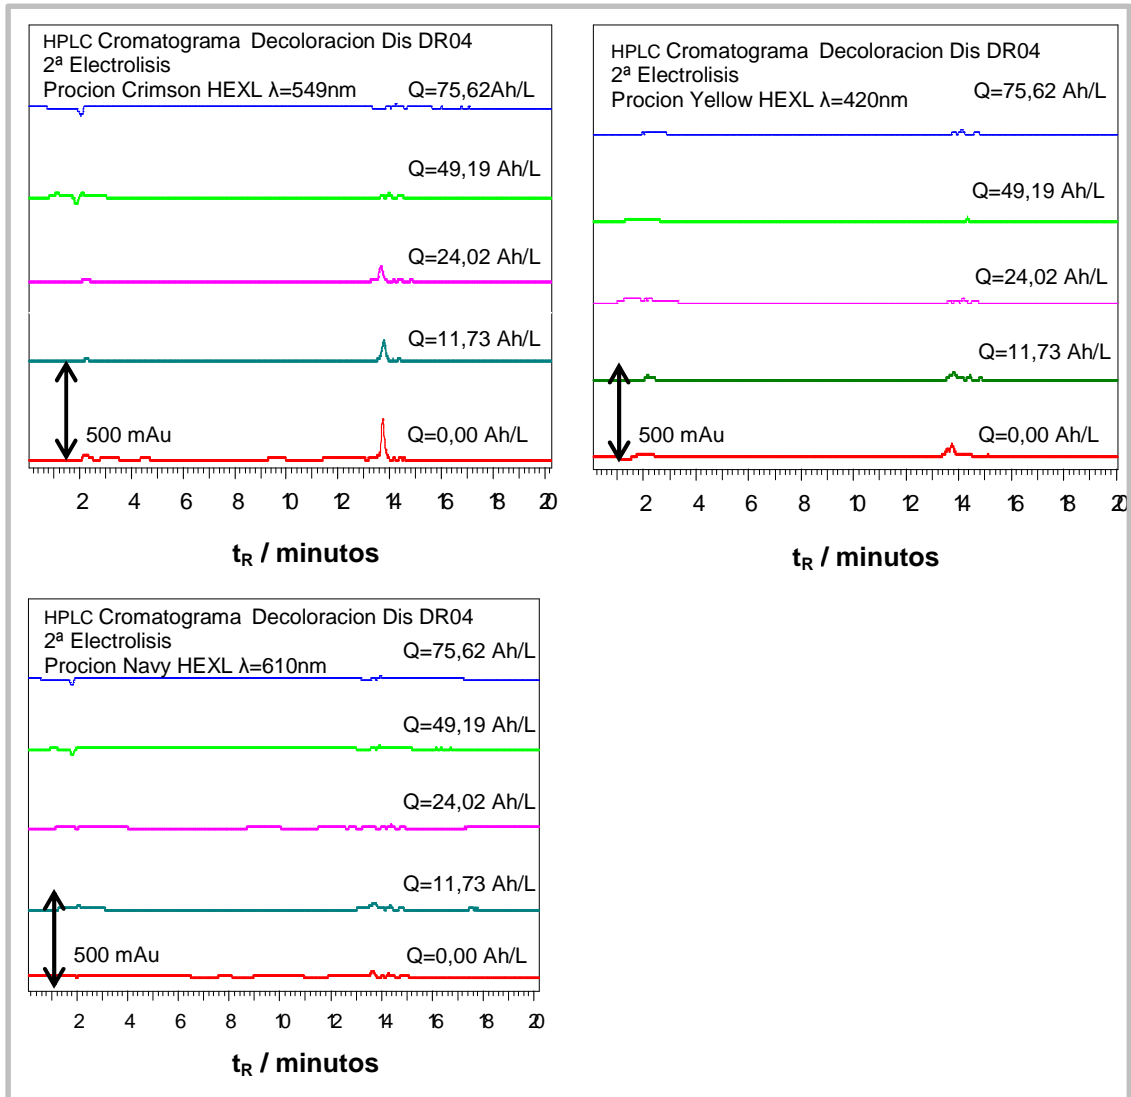 HPLC Cromatograma Decoloracion Dis DR04
2ª Electrolisis
Procion Crimson HEXL λ=549nm
Q=75,62Ah/L
Q=49,19 Ah/L
Q=24,02 Ah/L
Q=11,73 Ah/L
500 mAu
Q=0,00 Ah/L
2 4 6 8 10 12 14 16 18 20
tR / minutos
HPLC Cromatograma Decoloracion Dis DR04
2ª Electrolisis
Procion Yellow HEXL λ=420nm
Q=75,62 Ah/L
Q=49,19 Ah/L
Q=24,02 Ah/L
Q=11,73 Ah/L
500 mAu
Q=0,00 Ah/L
2 4 6 8 10 12 14 16 18 20
tR / minutos
HPLC Cromatograma Decoloracion Dis DR04
2ª Electrolisis
Procion Navy HEXL λ=610nm
Q=75,62 Ah/L
Q=49,19 Ah/L
Q=24,02 Ah/L
Q=11,73 Ah/L
500 mAu
Q=0,00 Ah/L
2 4 6 8 10 12 14 16 18 20
tR / minutos